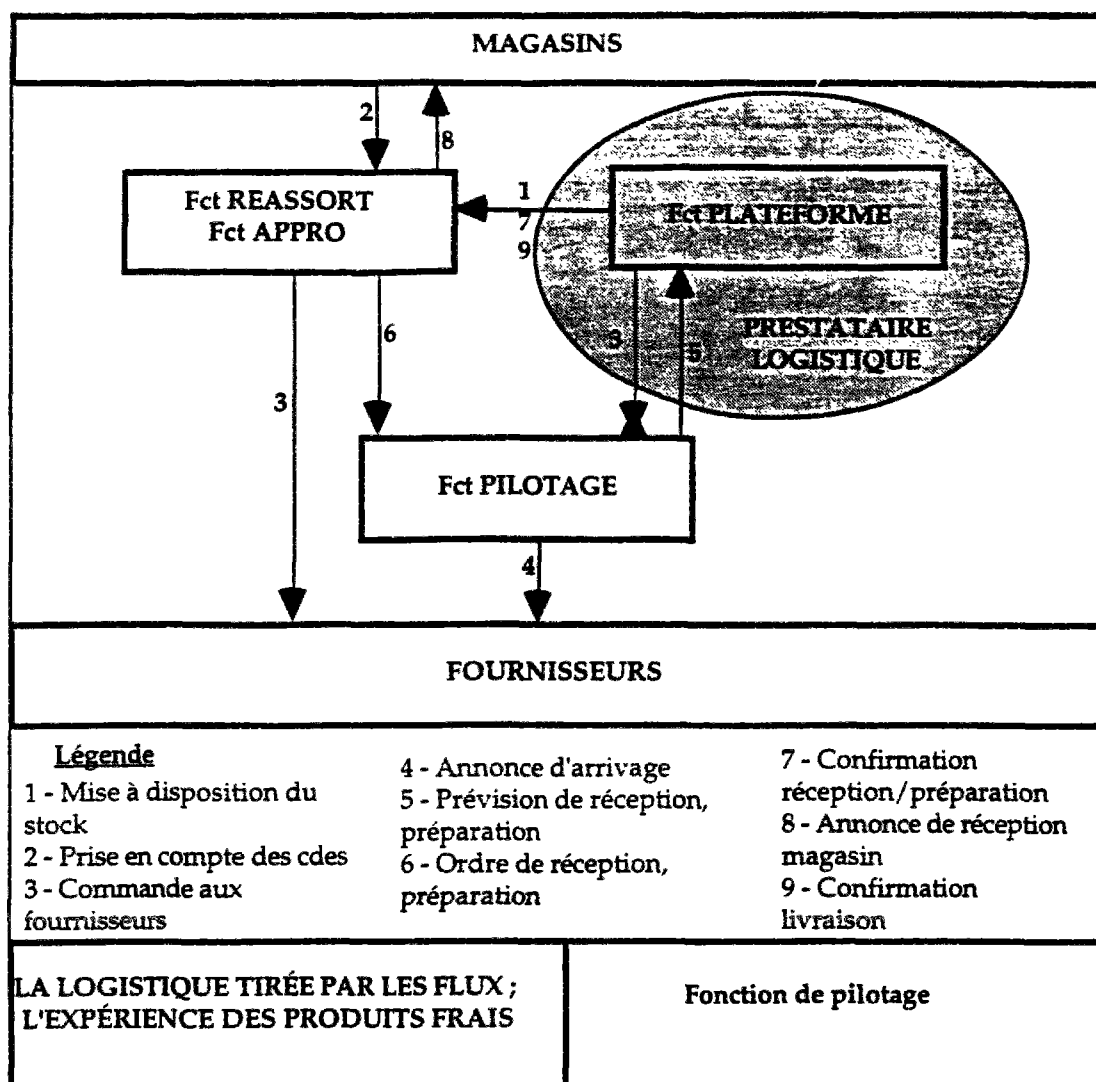 MAGASINS
2
8
Fct REASSORT
Fct APPRO
1
7
9
Fct PLATEFORME
PRESTATAIRE
LOGISTIQUE
6
5
3
Fct PILOTAGE
4
FOURNISSEURS
Légende
1 - Mise à disposition du
stock
2 - Prise en compte des cdes
3 - Commande aux
fournisseurs
4 - Annonce d'arrivage
5 - Prévision de réception,
préparation
6 - Ordre de réception,
préparation
7 - Confirmation
réception/préparation
8 - Annonce de réception
magasin
9 - Confirmation
livraison
LA LOGISTIQUE TIRÉE PAR LES FLUX ;
L'EXPÉRIENCE DES PRODUITS FRAIS
Fonction de pilotage